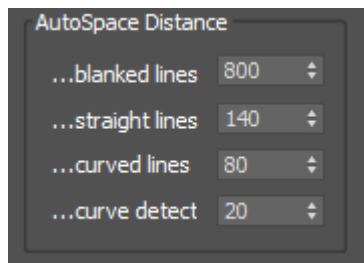 AutoSpace Distance
...blanked lines 800
...straight lines 140
...curved lines 80
...curve detect 20